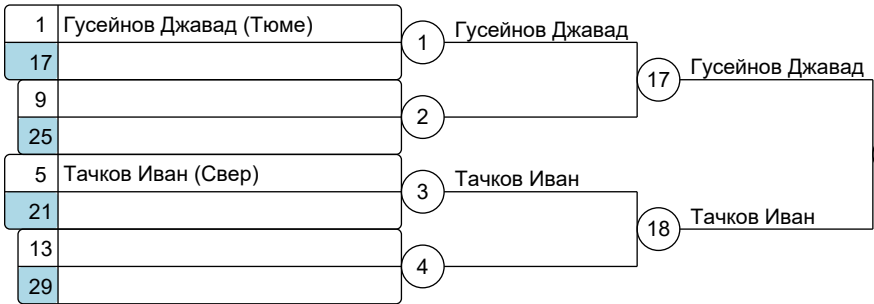 1 Гусейнов Джавад (Тюме)
17
1 Гусейнов Джавад
9
25
2
17 Гусейнов Джавад
5 Тачков Иван (Свер)
21
3 Тачков Иван
13
29
4
18 Тачков Иван